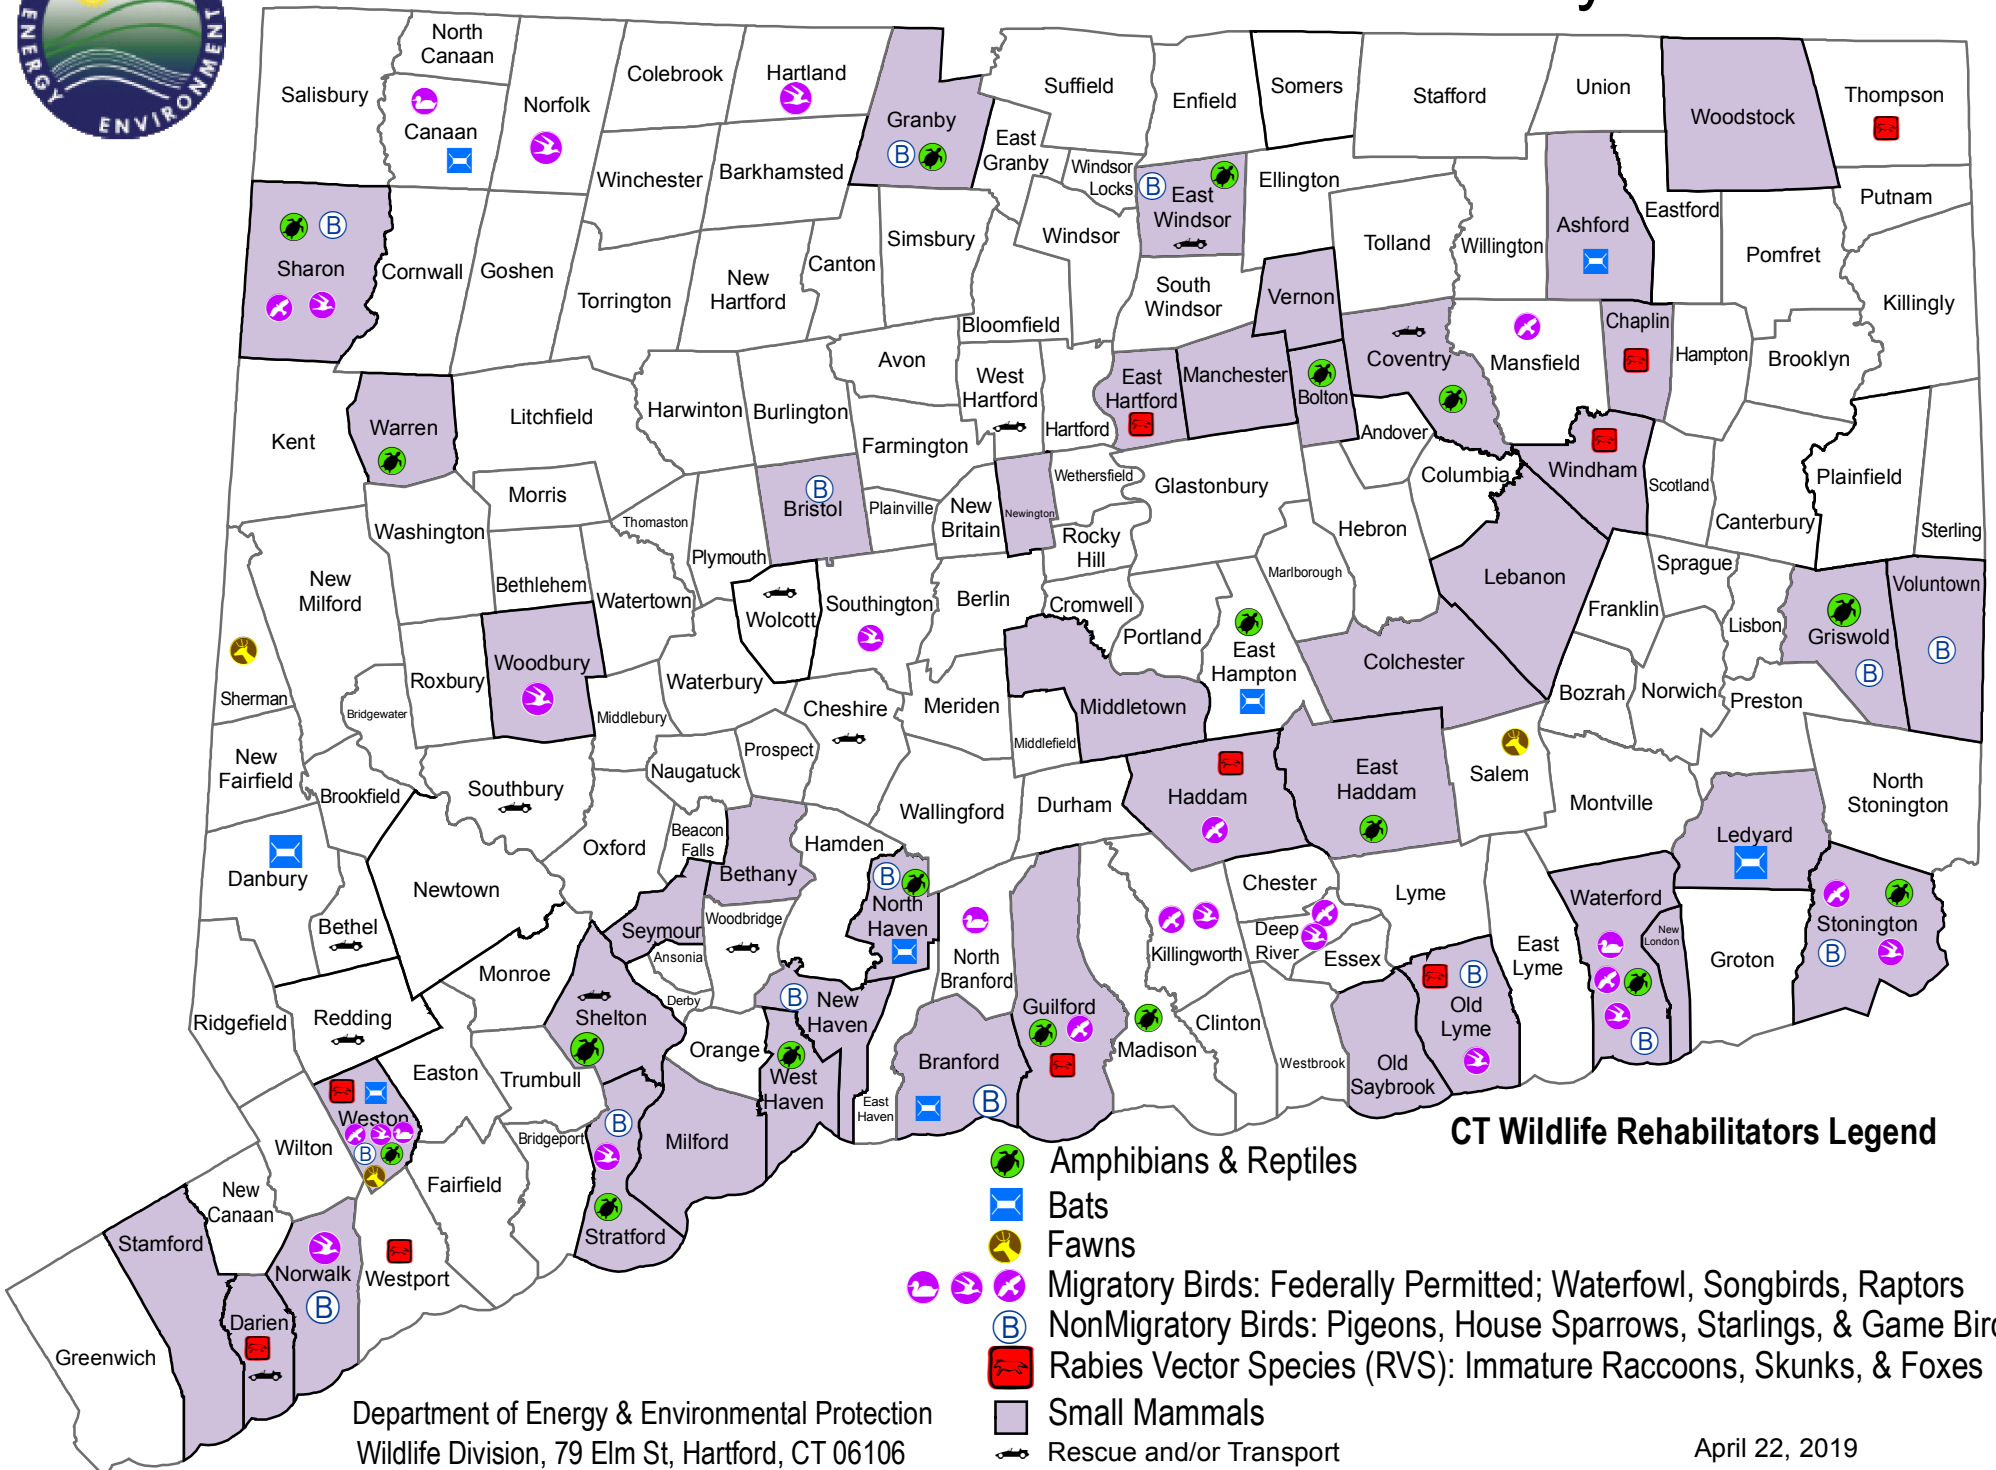 ENERGY
ENVIRONMENT
North
Canaan
Salisbury
Canaan
Norfolk
Colebrook
Hartland
Granby
B
Suffield
Enfield
Somers
Stafford
Union
Woodstock
Thompson
East
Granby
Windsor
Locks
Winchester
Barkhamsted
B
East
Windsor
Ellington
Ashford
Eastford
Putnam
B
Sharon
Cornwall
Goshen
Torrington
New
Hartford
Canton
Simsbury
Windsor
Tolland
Willington
Pomfret
South
Windsor
Vernon
Killingly
Bloomfield
Chaplin
Avon
West
Hartford
East
Hartford
Manchester
Bolton
Coventry
Mansfield
Hampton
Brooklyn
Kent
Warren
Litchfield
Harwinton
Burlington
Farmington
Hartford
Andover
Windham
Columbia
Scotland
Plainfield
Morris
B
Bristol
Plainville
New
Britain
Newington
Wethersfield
Glastonbury
Washington
Thomaston
Plymouth
Rocky
Hill
Hebron
Canterbury
Sterling
New
Milford
Bethlehem
Watertown
Wolcott
Southington
Berlin
Cromwell
Marlborough
Lebanon
Sprague
Franklin
Voluntown
Portland
Lisbon
Griswold
B
B
Sherman
Roxbury
Woodbury
Waterbury
East
Hampton
Colchester
Bozrah
Norwich
Preston
Bridgewater
Middlebury
Cheshire
Meriden
Middletown
Middlefield
Prospect
Naugatuck
New
Fairfield
Brookfield
Southbury
Salem
North
Stonington
Wallingford
Durham
Haddam
East
Haddam
Montville
Oxford
Beacon
Falls
Hamden
Ledyard
Danbury
Newtown
Bethany
B
North
Haven
Chester
Lyme
Waterford
New
London
Stonington
B
Bethel
Seymour
Woodbridge
Ansonia
Derby
North
Branford
Killingworth
Deep
River
Essex
East
Lyme
Groton
Monroe
B
New
Haven
Ridgefield
Redding
Shelton
Orange
Guilford
Clinton
Madison
B
Old
Lyme
B
Easton
Trumbull
West
Haven
Branford
B
Westbrook
Old
Saybrook
East
Haven
Weston
B
Wilton
Bridgeport
B
Milford
CT Wildlife Rehabilitators Legend
New
Canaan
Fairfield
Stratford
Stamford
Norwalk
B
Westport
Darien
Greenwich
Amphibians & Reptiles
Bats
Fawns
Migratory Birds: Federally Permitted; Waterfowl, Songbirds, Raptors
B
NonMigratory Birds: Pigeons, House Sparrows, Starlings, & Game
Rabies Vector Species (RVS): Immature Raccoons, Skunks, & Foxes
Small Mammals
Rescue and/or Transport
Department of Energy & Environmental Protection
Wildlife Division, 79 Elm St, Hartford, CT 06106
April 22, 2019